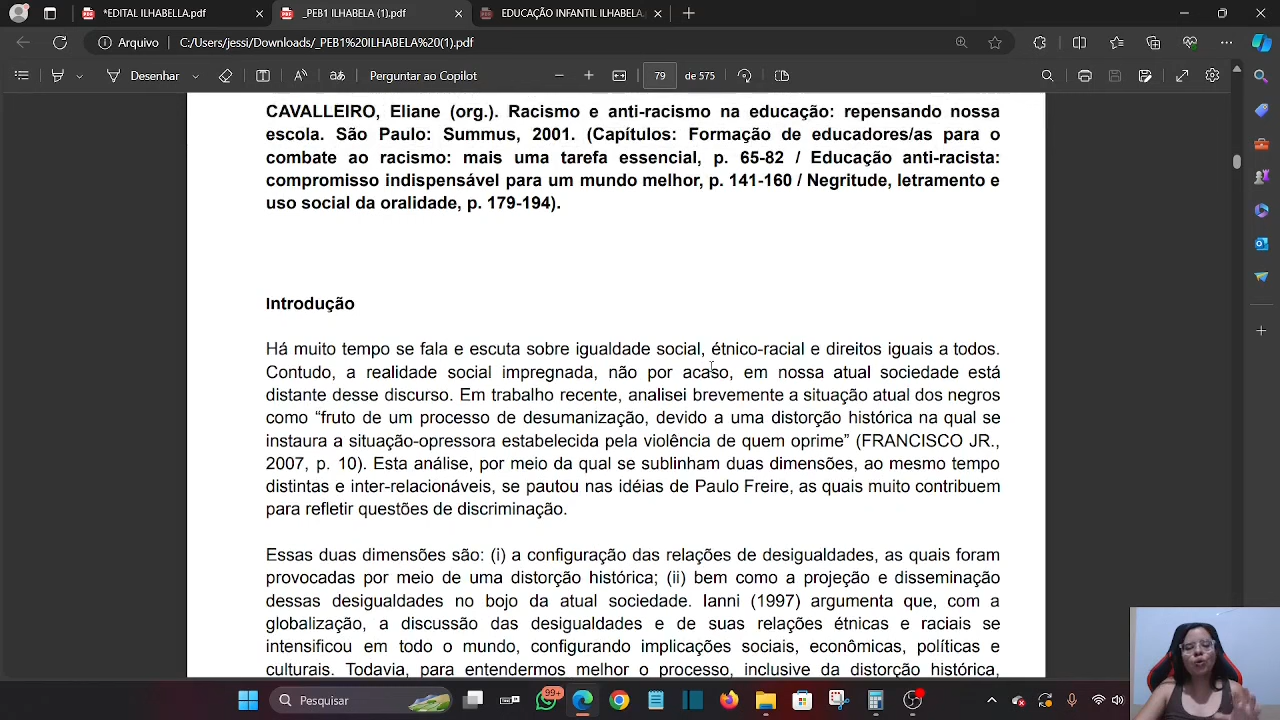 *EDITAL ILHABELLA.pdf
_PEB1 ILHABELA (1).pdf
EDUCAÇÃO INFANTIL ILHABELA.
Arquivo
C:/Users/jessi/Downloads/_PEB1%20ILHABELA%20(1).pdf
Desenhar
Perguntar ao Copilot
79
de 575
CAVALLEIRO, Eliane (org.). Racismo e anti-racismo na educação: repensando nossa
escola. São Paulo: Summus, 2001. (Capítulos: Formação de educadores/as para o
combate ao racismo: mais uma tarefa essencial, p. 65-82 / Educação anti-racista:
compromisso indispensável para um mundo melhor, p. 141-160 / Negritude, letramento e
uso social da oralidade, p. 179-194).
Introdução
Há muito tempo se fala e escuta sobre igualdade social, étnico-racial e direitos iguais a todos.
Contudo, a realidade social impregnada, não por acaso, em nossa atual sociedade está
distante desse discurso. Em trabalho recente, analisei brevemente a situação atual dos negros
como “fruto de um processo de desumanização, devido a uma distorção histórica na qual se
instaura a situação-opressora estabelecida pela violência de quem oprime” (FRANCISCO JR.,
2007, p. 10). Esta análise, por meio da qual se sublinham duas dimensões, ao mesmo tempo
distintas e inter-relacionáveis, se pautou nas idéias de Paulo Freire, as quais muito contribuem
para refletir questões de discriminação.
Essas duas dimensões são: (i) a configuração das relações de desigualdades, as quais foram
provocadas por meio de uma distorção histórica; (ii) bem como a projeção e disseminação
dessas desigualdades no bojo da atual sociedade. Ianni (1997) argumenta que, com a
globalização, a discussão das desigualdades e de suas relações étnicas e raciais se
intensificou em todo o mundo, configurando implicações sociais, econômicas, políticas e
culturais. Todavia, para entendermos melhor o processo, inclusive da distorção histórica,
Pesquisar
99+